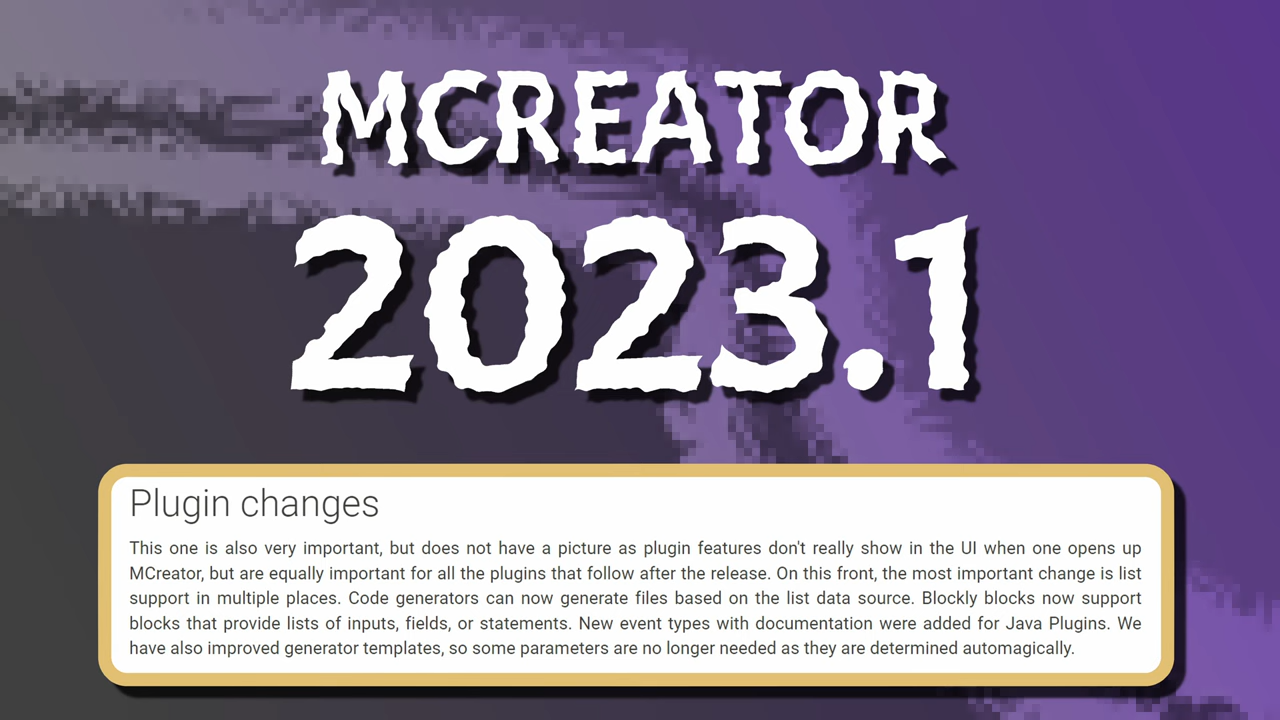 MCREATOR
2023.1
Plugin changes
This one is also very important, but does not have a picture as plugin features don't really show in the UI when one opens up
MCreator, but are equally important for all the plugins that follow after the release. On this front, the most important change is list
support in multiple places. Code generators can now generate files based on the list data source. Blockly blocks now support
blocks that provide lists of inputs, fields, or statements. New event types with documentation were added for Java Plugins. We
have also improved generator templates, so some parameters are no longer needed as they are determined automagically.